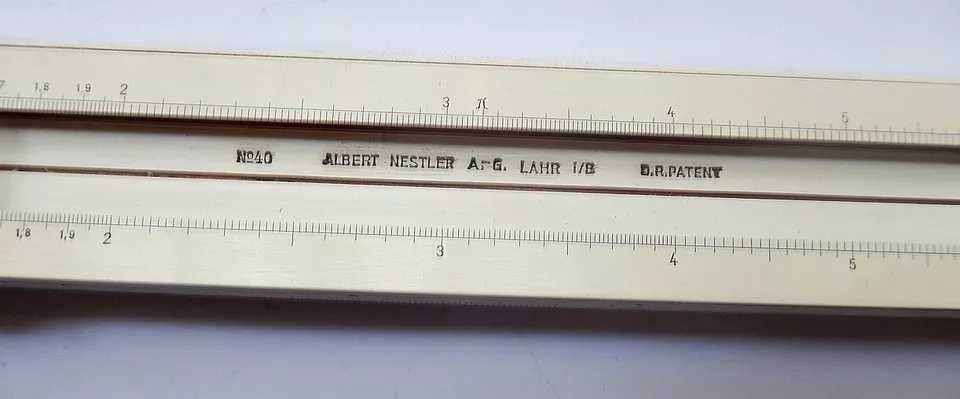 7 1,8 1,9 2 3 π 4 5
№40 ALBERT NESTLER A.-G. LAHR i/B D.R.PATENT
1,8 1,9 2 3 4 5